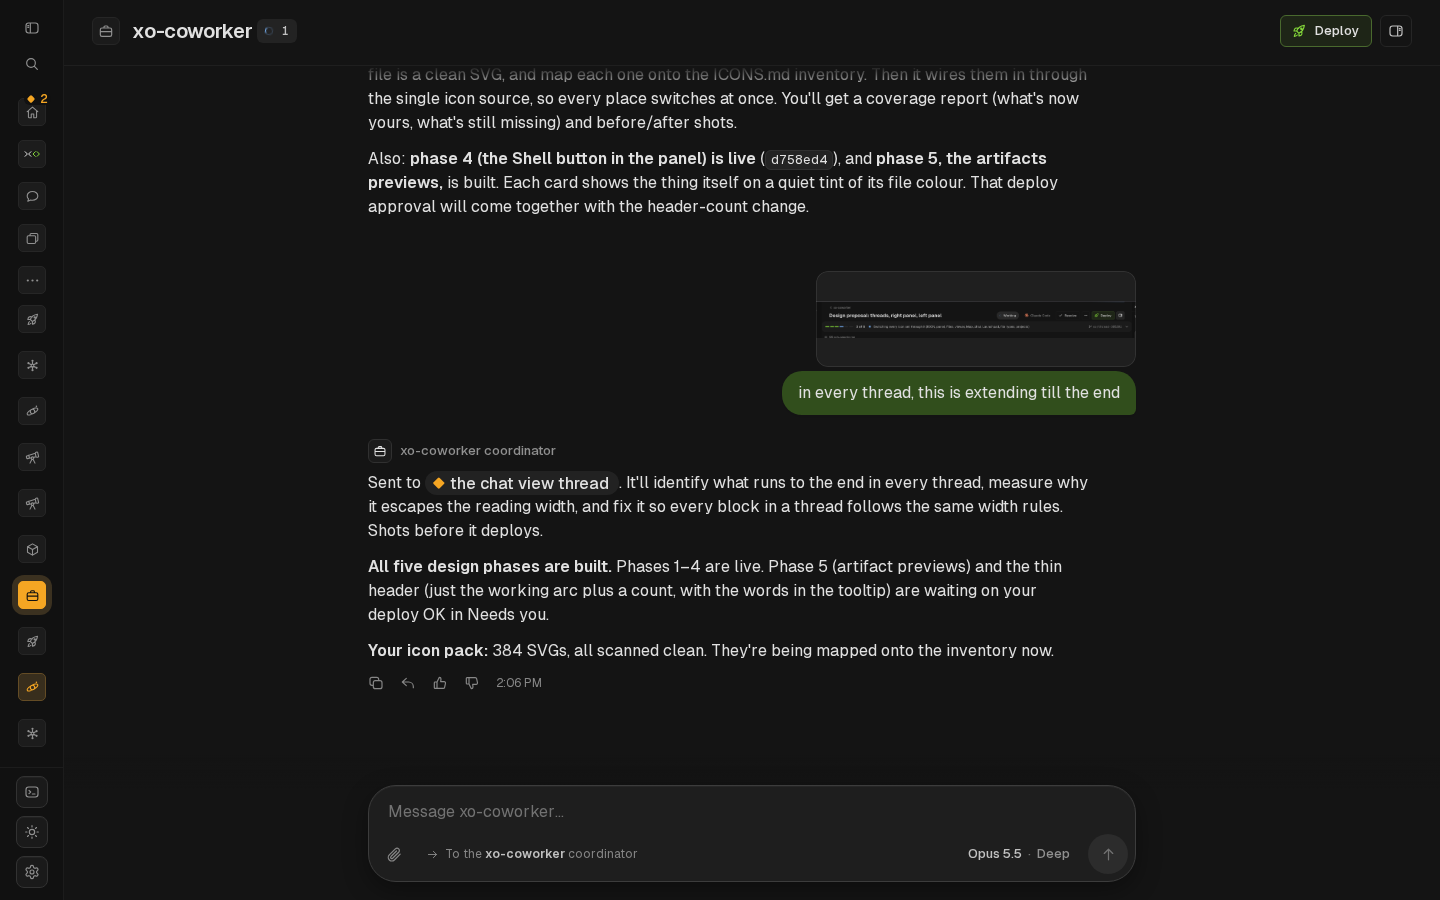 xo-coworker 1
Deploy
2
file is a clean SVG, and map each one onto the ICONS.md inventory. Then it wires them in through
the single icon source, so every place switches at once. You'll get a coverage report (what's now
yours, what's still missing) and before/after shots.
Also: phase 4 (the Shell button in the panel) is live (d758ed4), and phase 5, the artifacts
previews, is built. Each card shows the thing itself on a quiet tint of its file colour. That deploy
approval will come together with the header-count change.
Design proposal: threads, right panel, left panel
in every thread, this is extending till the end
xo-coworker coordinator
Sent to the chat view thread. It'll identify what runs to the end in every thread, measure why
it escapes the reading width, and fix it so every block in a thread follows the same width rules.
Shots before it deploys.
All five design phases are built. Phases 1–4 are live. Phase 5 (artifact previews) and the thin
header (just the working arc plus a count, with the words in the tooltip) are waiting on your
deploy OK in Needs you.
Your icon pack: 384 SVGs, all scanned clean. They're being mapped onto the inventory now.
2:06 PM
Message xo-coworker...
To the xo-coworker coordinator
Opus 5.5 · Deep